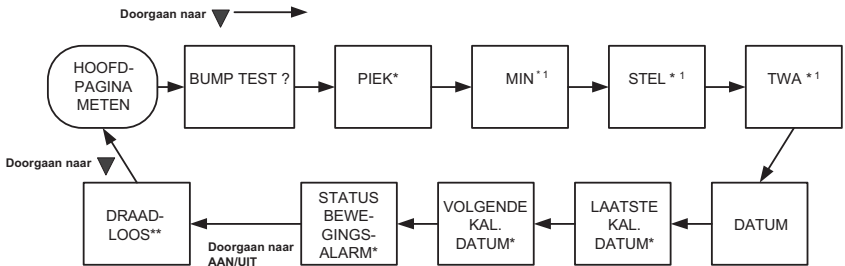 Doorgaan naar
HOOFD-
PAGINA
METEN
BUMP TEST ?
PIEK*
MIN* 1
STEL * 1
TWA * 1
Doorgaan naar
DRAAD-
LOOS**
Doorgaan naar
AAN/UIT
STATUS
BEWE-
GINGS-
ALARM*
VOLGENDE
KAL.
DATUM*
LAATSTE
KAL.
DATUM*
DATUM